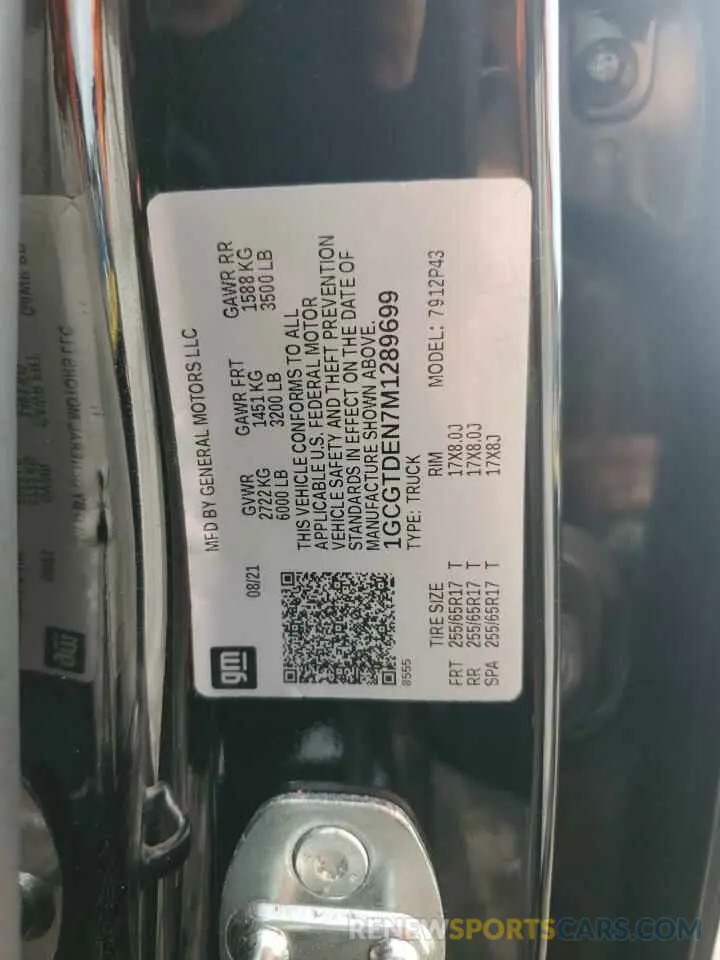 gm
MFD BY GENERAL MOTORS LLC
08/21 GVWR GAWR FRT GAWR RR
2722 KG 1451 KG 1588 KG
6000 LB 3200 LB 3500 LB
THIS VEHICLE CONFORMS TO ALL
APPLICABLE U.S. FEDERAL MOTOR
VEHICLE SAFETY AND THEFT PREVENTION
STANDARDS IN EFFECT ON THE DATE OF
MANUFACTURE SHOWN ABOVE.
1GCGTDEN7M1289699
8555 TYPE: TRUCK
MODEL: 7912P43
TIRE SIZE RIM
FRT 255/65R17 T 17X8.0J
RR 255/65R17 T 17X8.0J
SPA 255/65R17 T 17X8J
gm
RENEWSPORTSCARS.COM